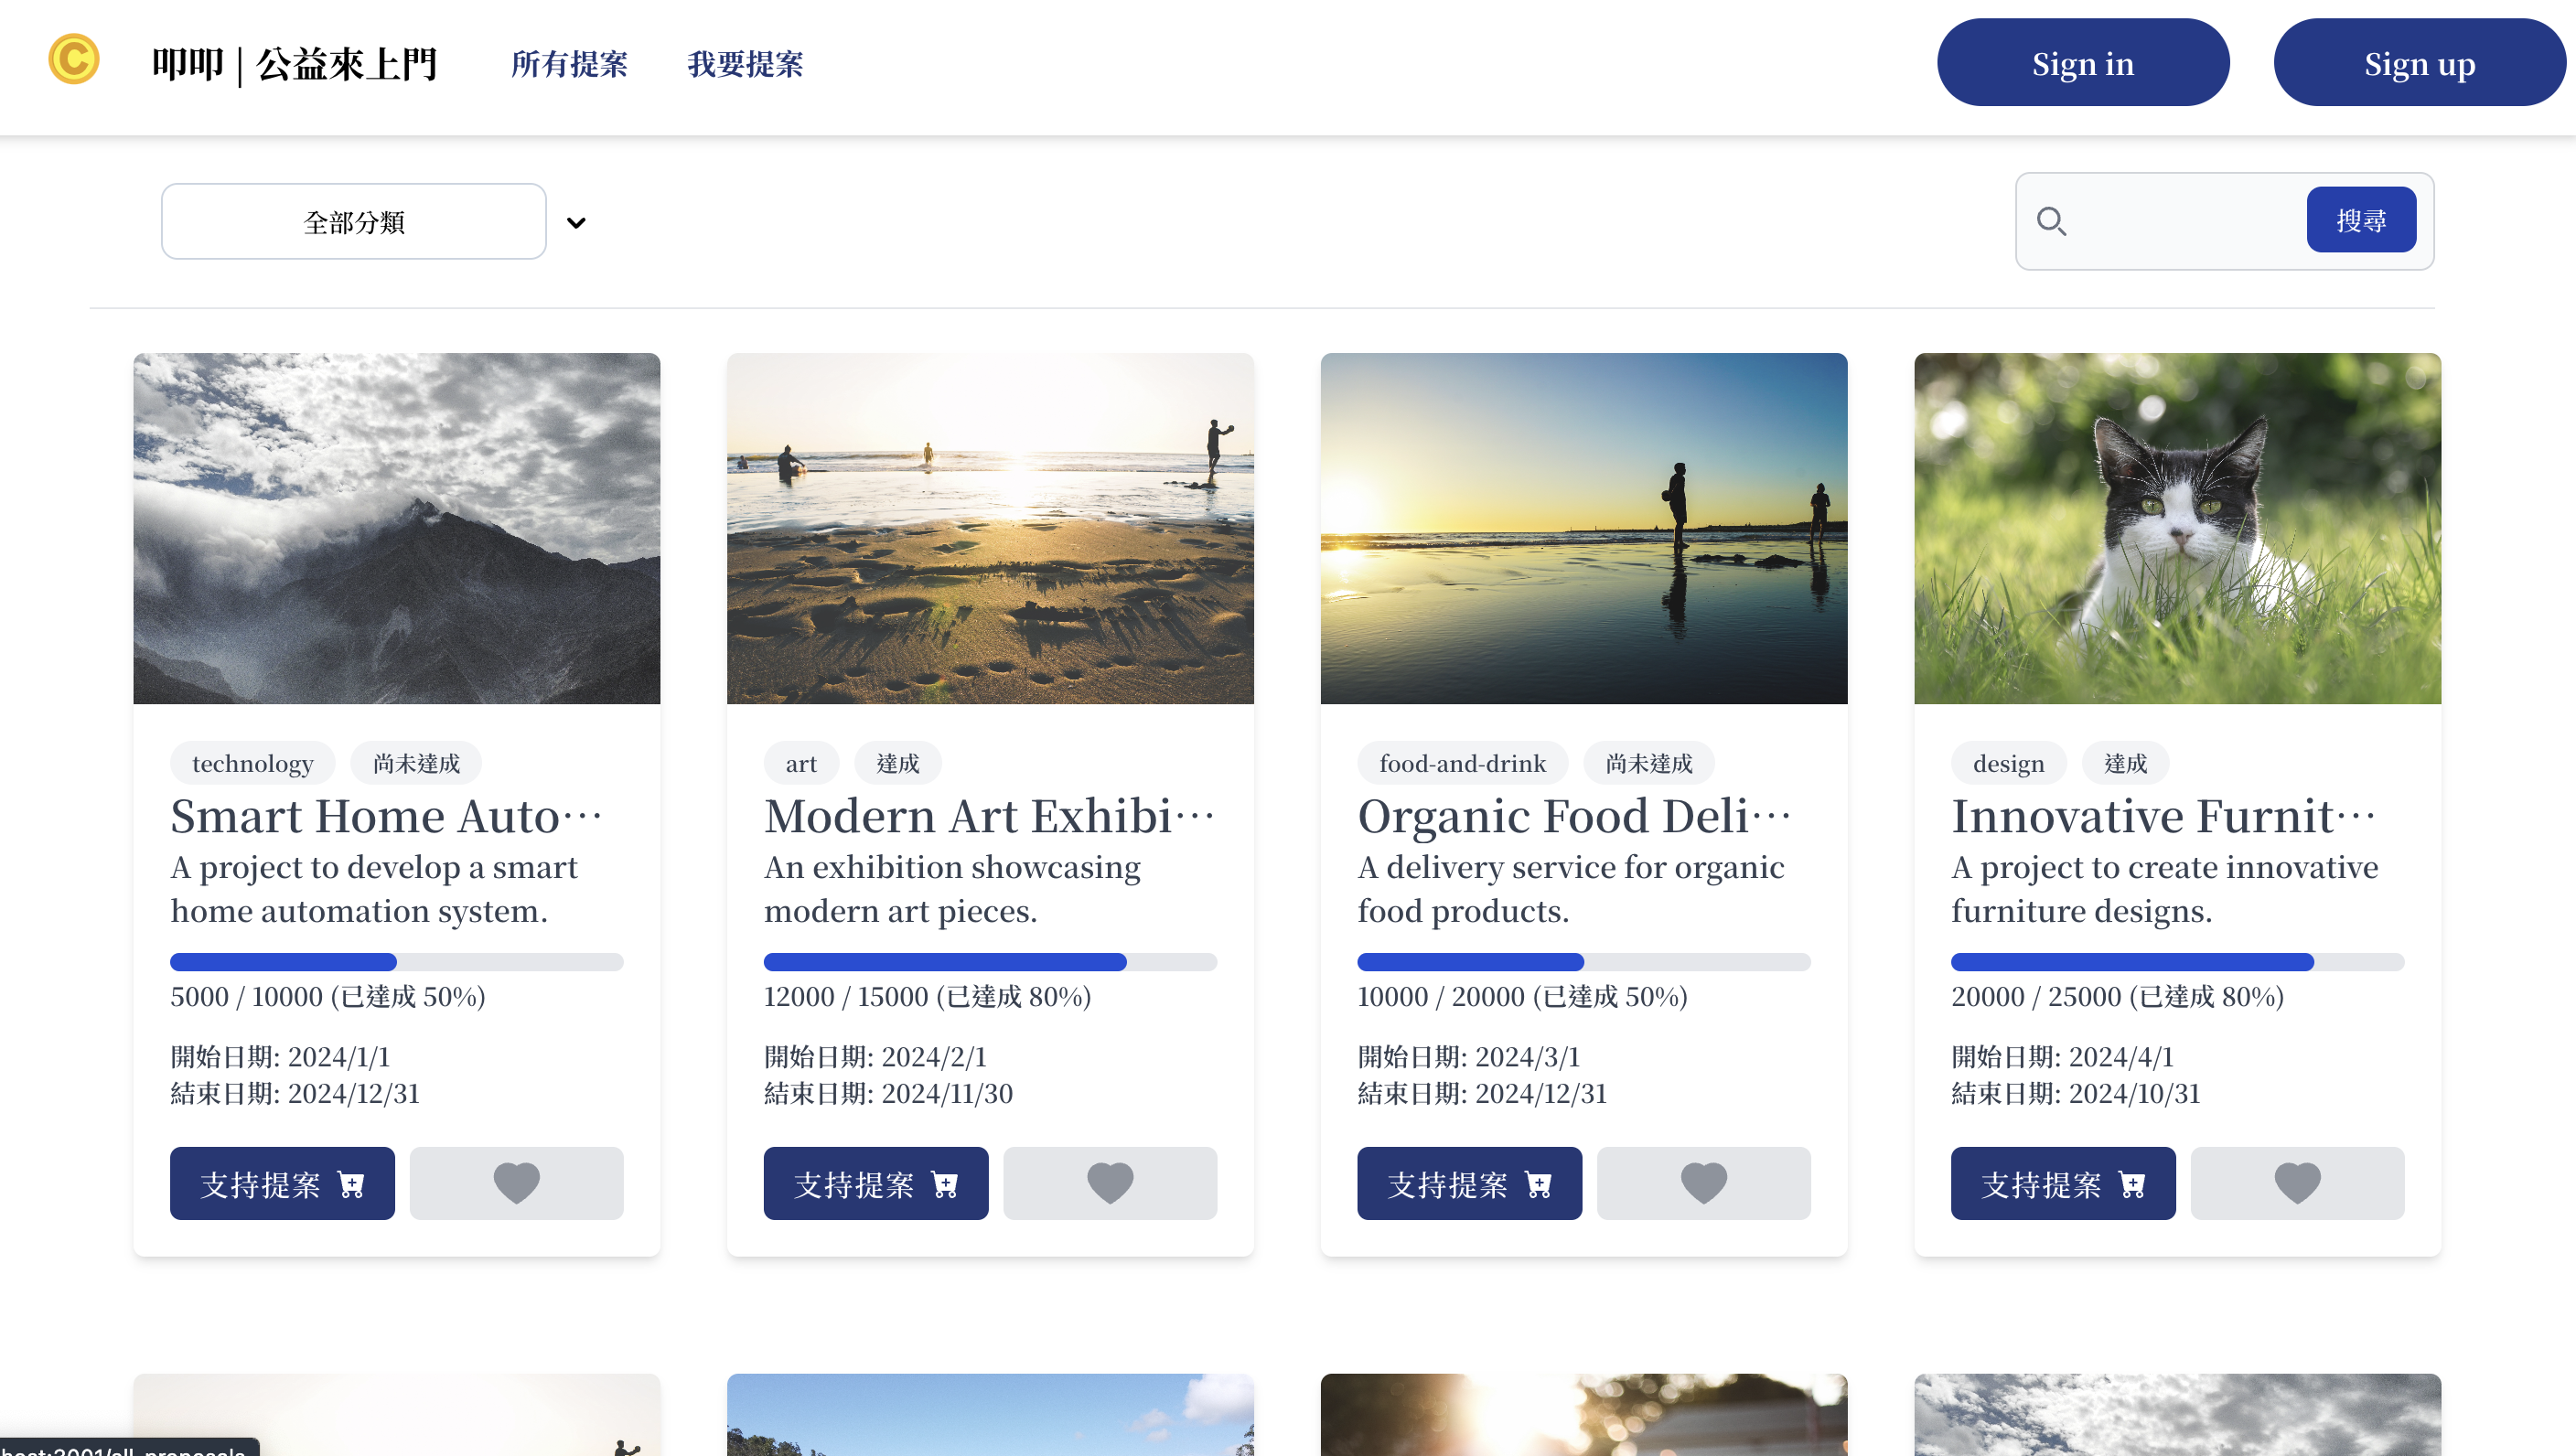 C
叩叩 | 公益來上門
所有提案
我要提案
Sign in
Sign up
全部分類
搜尋
technology
尚未達成
Smart Home Auto⋯
A project to develop a smart
home automation system.
5000 / 10000 (已達成 50%)
開始日期: 2024/1/1
結束日期: 2024/12/31
支持提案
art
達成
Modern Art Exhibi⋯
An exhibition showcasing
modern art pieces.
12000 / 15000 (已達成 80%)
開始日期: 2024/2/1
結束日期: 2024/11/30
支持提案
food-and-drink
尚未達成
Organic Food Deli⋯
A delivery service for organic
food products.
10000 / 20000 (已達成 50%)
開始日期: 2024/3/1
結束日期: 2024/12/31
支持提案
design
達成
Innovative Furnit⋯
A project to create innovative
furniture designs.
20000 / 25000 (已達成 80%)
開始日期: 2024/4/1
結束日期: 2024/10/31
支持提案